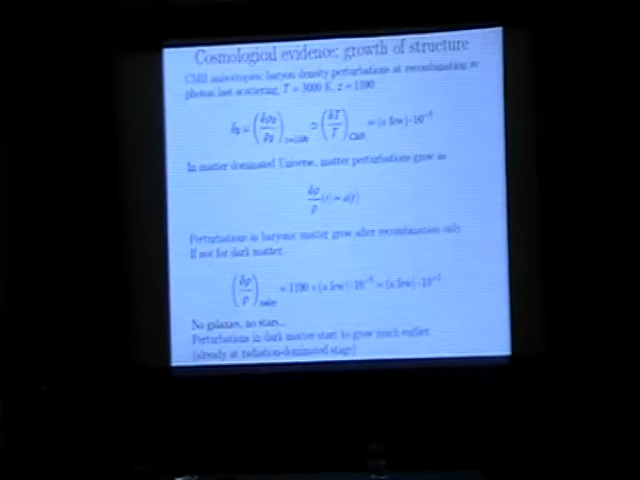 Cosmological evidence: growth of structure
CMB anisotropies: baryon density perturbations at recombination ≈
photon last scattering, T = 3000 K, z = 1100
δ_B ≡ (δρ_B/ρ_B)_{z=1100} ≃ (δT/T)_{CMB} = (a few)·10⁻⁵
In matter dominated Universe, matter perturbations grow as
δρ/ρ (t) ∝ a(t)
Perturbations in baryonic matter grow after recombination only
If not for dark matter,
(δρ/ρ)_{today} = 1100 × (a few)·10⁻⁵ = (a few)·10⁻²
No galaxies, no stars...
Perturbations in dark matter start to grow much earlier
(already at radiation-dominated stage)